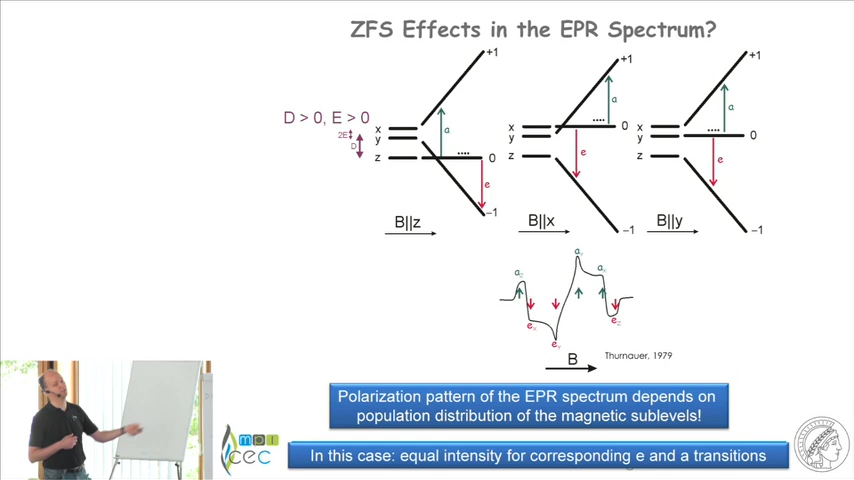 ZFS Effects in the EPR Spectrum?
D > 0, E > 0
x
y
z
2E
D
+1
a
....
0
e
−1
B||z
x
y
z
+1
a
....
0
e
−1
B||x
x
y
z
+1
a
....
0
e
−1
B||y
az
ex
ey
ay
ax
ez
B
Thurnauer, 1979
Polarization pattern of the EPR spectrum depends on
population distribution of the magnetic sublevels!
In this case: equal intensity for corresponding e and a transitions
mpi
cec